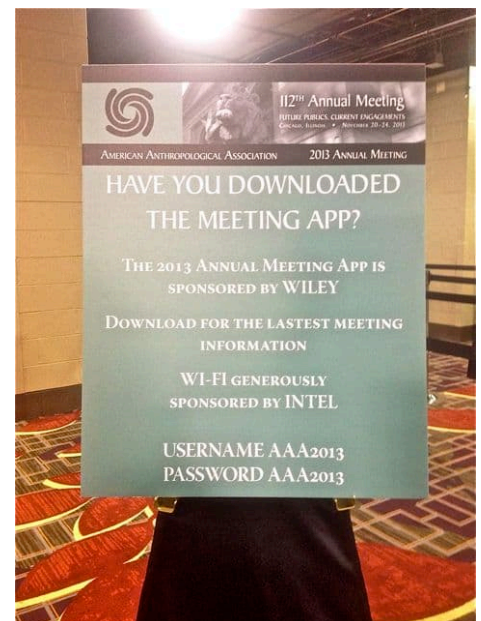 112TH Annual Meeting
FUTURE PUBLICS, CURRENT ENGAGEMENTS
CHICAGO, ILLINOIS • NOVEMBER 20-24, 2013
AMERICAN ANTHROPOLOGICAL ASSOCIATION 2013 ANNUAL MEETING
HAVE YOU DOWNLOADED
THE MEETING APP?
THE 2013 ANNUAL MEETING APP IS
SPONSORED BY WILEY
DOWNLOAD FOR THE LASTEST MEETING
INFORMATION
WI-FI GENEROUSLY
SPONSORED BY INTEL
USERNAME AAA2013
PASSWORD AAA2013